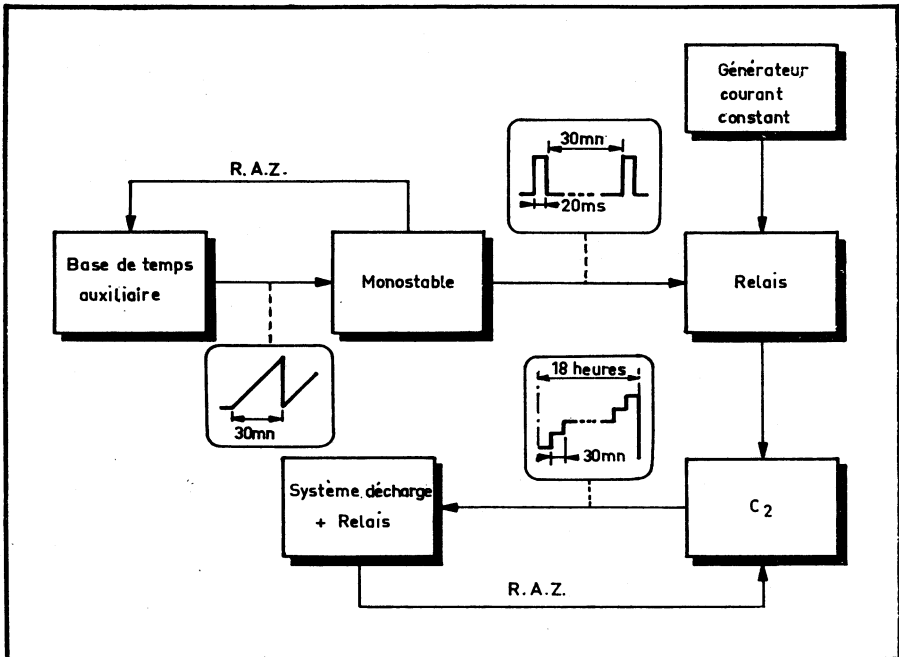 Générateur
courant
constant
30mn
20ms
R.A.Z.
Base de temps
auxiliaire
Monostable
Relais
30mn
18 heures
30mn
Système décharge
+ Relais
C2
R.A.Z.